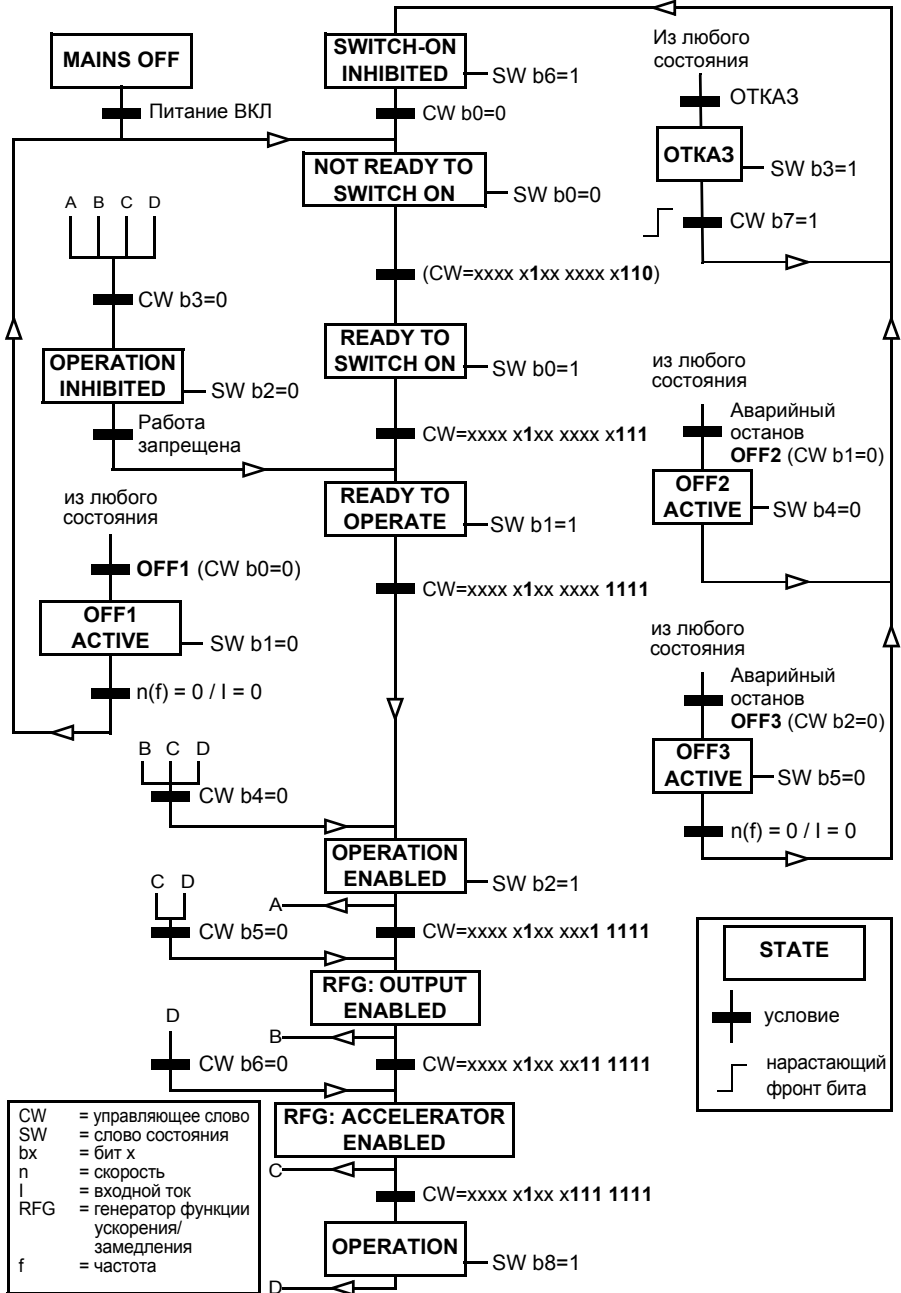 MAINS OFF
Питание ВКЛ
SWITCH-ON
INHIBITED
SW b6=1
CW b0=0
NOT READY TO
SWITCH ON
SW b0=0
(CW=xxxx x1xx xxxx x110)
READY TO
SWITCH ON
SW b0=1
CW=xxxx x1xx xxxx x111
READY TO
OPERATE
SW b1=1
CW=xxxx x1xx xxxx 1111
A B C D
CW b3=0
OPERATION
INHIBITED
SW b2=0
Работа
запрещена
из любого
состояния
OFF1 (CW b0=0)
OFF1
ACTIVE
SW b1=0
n(f) = 0 / I = 0
B C D
CW b4=0
OPERATION
ENABLED
SW b2=1
A
C D
CW b5=0
CW=xxxx x1xx xxx1 1111
RFG: OUTPUT
ENABLED
B
D
CW b6=0
CW=xxxx x1xx xx11 1111
RFG: ACCELERATOR
ENABLED
C
CW=xxxx x1xx x111 1111
OPERATION
SW b8=1
D
Из любого
состояния
ОТКАЗ
ОТКАЗ
SW b3=1
CW b7=1
из любого
состояния
Аварийный
останов
OFF2 (CW b1=0)
OFF2
ACTIVE
SW b4=0
из любого
состояния
Аварийный
останов
OFF3 (CW b2=0)
OFF3
ACTIVE
SW b5=0
n(f) = 0 / I = 0
STATE
условие
нарастающий
фронт бита
CW = управляющее слово
SW = слово состояния
bx = бит x
n = скорость
I = входной ток
RFG = генератор функции
ускорения/
замедления
f = частота